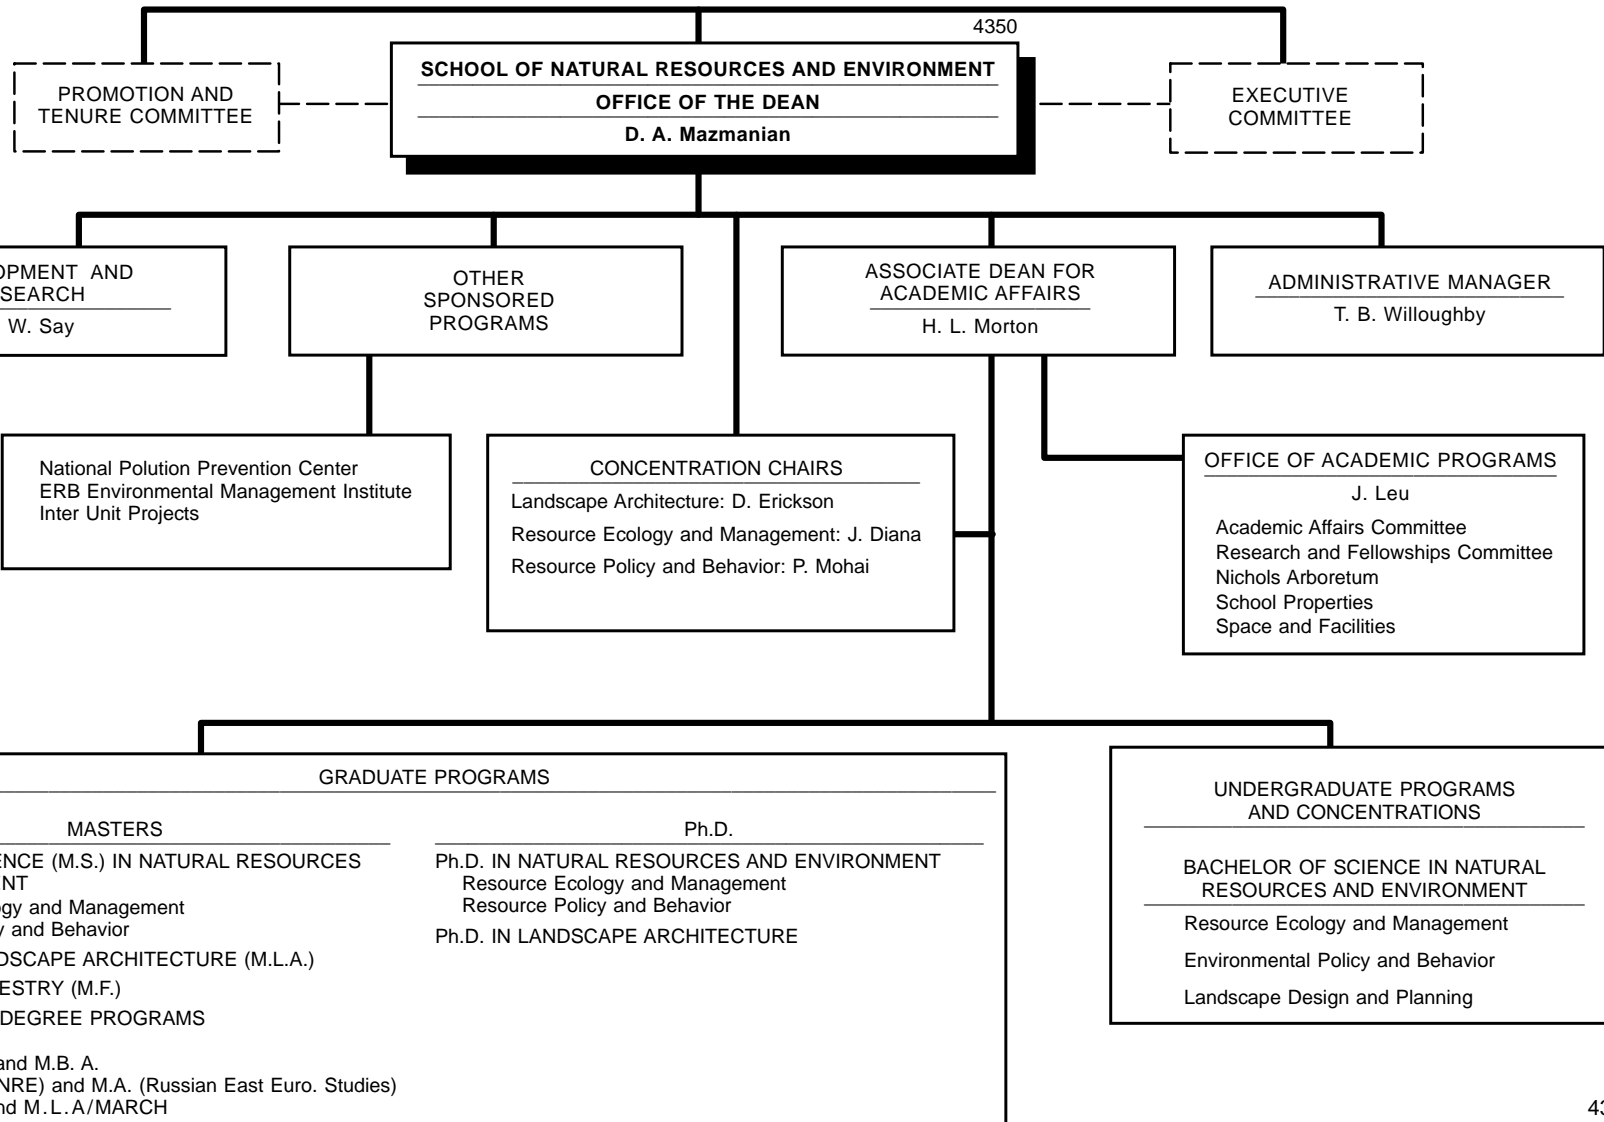 4350
SCHOOL OF NATURAL RESOURCES AND ENVIRONMENT
OFFICE OF THE DEAN
D. A. Mazmanian
PROMOTION AND
TENURE COMMITTEE
EXECUTIVE
COMMITTEE
OPMENT AND
SEARCH
W. Say
OTHER
SPONSORED
PROGRAMS
ASSOCIATE DEAN FOR
ACADEMIC AFFAIRS
H. L. Morton
ADMINISTRATIVE MANAGER
T. B. Willoughby
National Polution Prevention Center
ERB Environmental Management Institute
Inter Unit Projects
CONCENTRATION CHAIRS
Landscape Architecture: D. Erickson
Resource Ecology and Management: J. Diana
Resource Policy and Behavior: P. Mohai
OFFICE OF ACADEMIC PROGRAMS
J. Leu
Academic Affairs Committee
Research and Fellowships Committee
Nichols Arboretum
School Properties
Space and Facilities
GRADUATE PROGRAMS
MASTERS
ENCE (M.S.) IN NATURAL RESOURCES
ENT
ogy and Management
y and Behavior
DSCAPE ARCHITECTURE (M.L.A.)
ESTRY (M.F.)
DEGREE PROGRAMS
and M.B. A.
NRE) and M.A. (Russian East Euro. Studies)
nd M.L.A/MARCH
Ph.D.
Ph.D. IN NATURAL RESOURCES AND ENVIRONMENT
Resource Ecology and Management
Resource Policy and Behavior
Ph.D. IN LANDSCAPE ARCHITECTURE
UNDERGRADUATE PROGRAMS
AND CONCENTRATIONS
BACHELOR OF SCIENCE IN NATURAL
RESOURCES AND ENVIRONMENT
Resource Ecology and Management
Environmental Policy and Behavior
Landscape Design and Planning
43